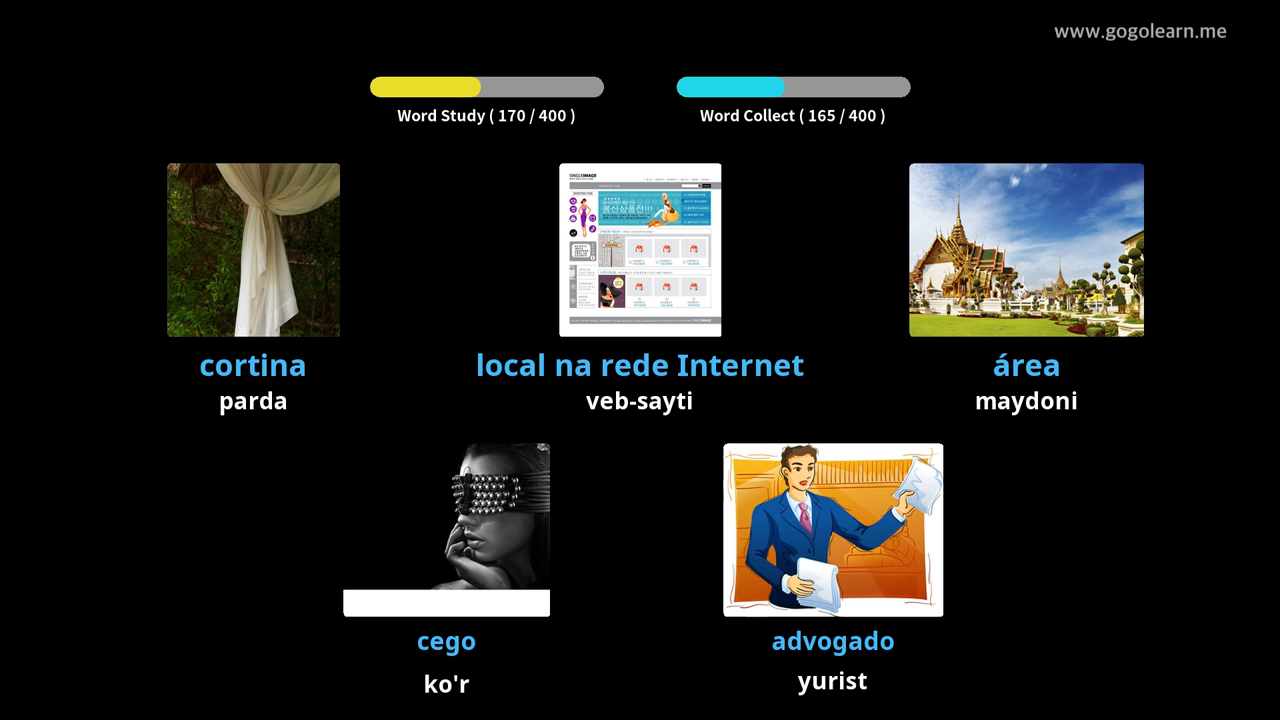 www.gogolearn.me
Word Study ( 170 / 400 )
Word Collect ( 165 / 400 )
cortina
local na rede Internet
área
parda
veb-sayti
maydoni
cego
advogado
ko'r
yurist